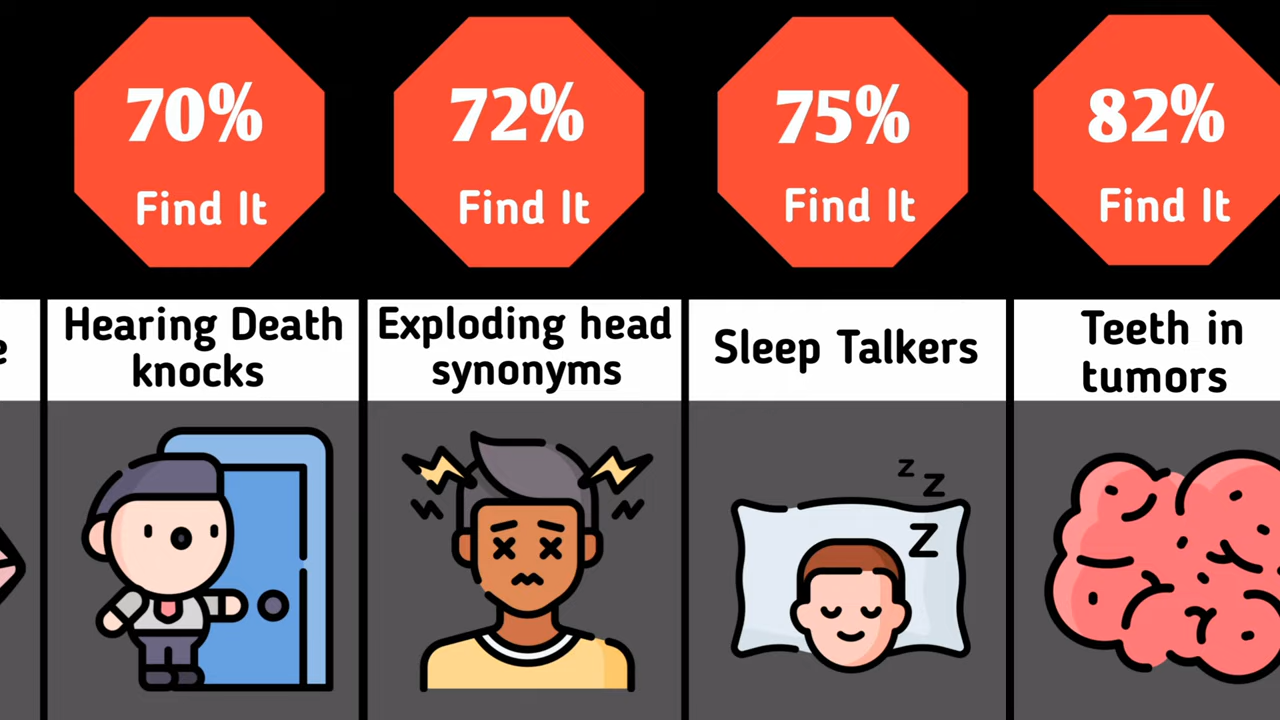 70%
Find It
72%
Find It
75%
Find It
82%
Find It
e
Hearing Death
knocks
Exploding head
synonyms
Sleep Talkers
Teeth in
tumors
z
z
z